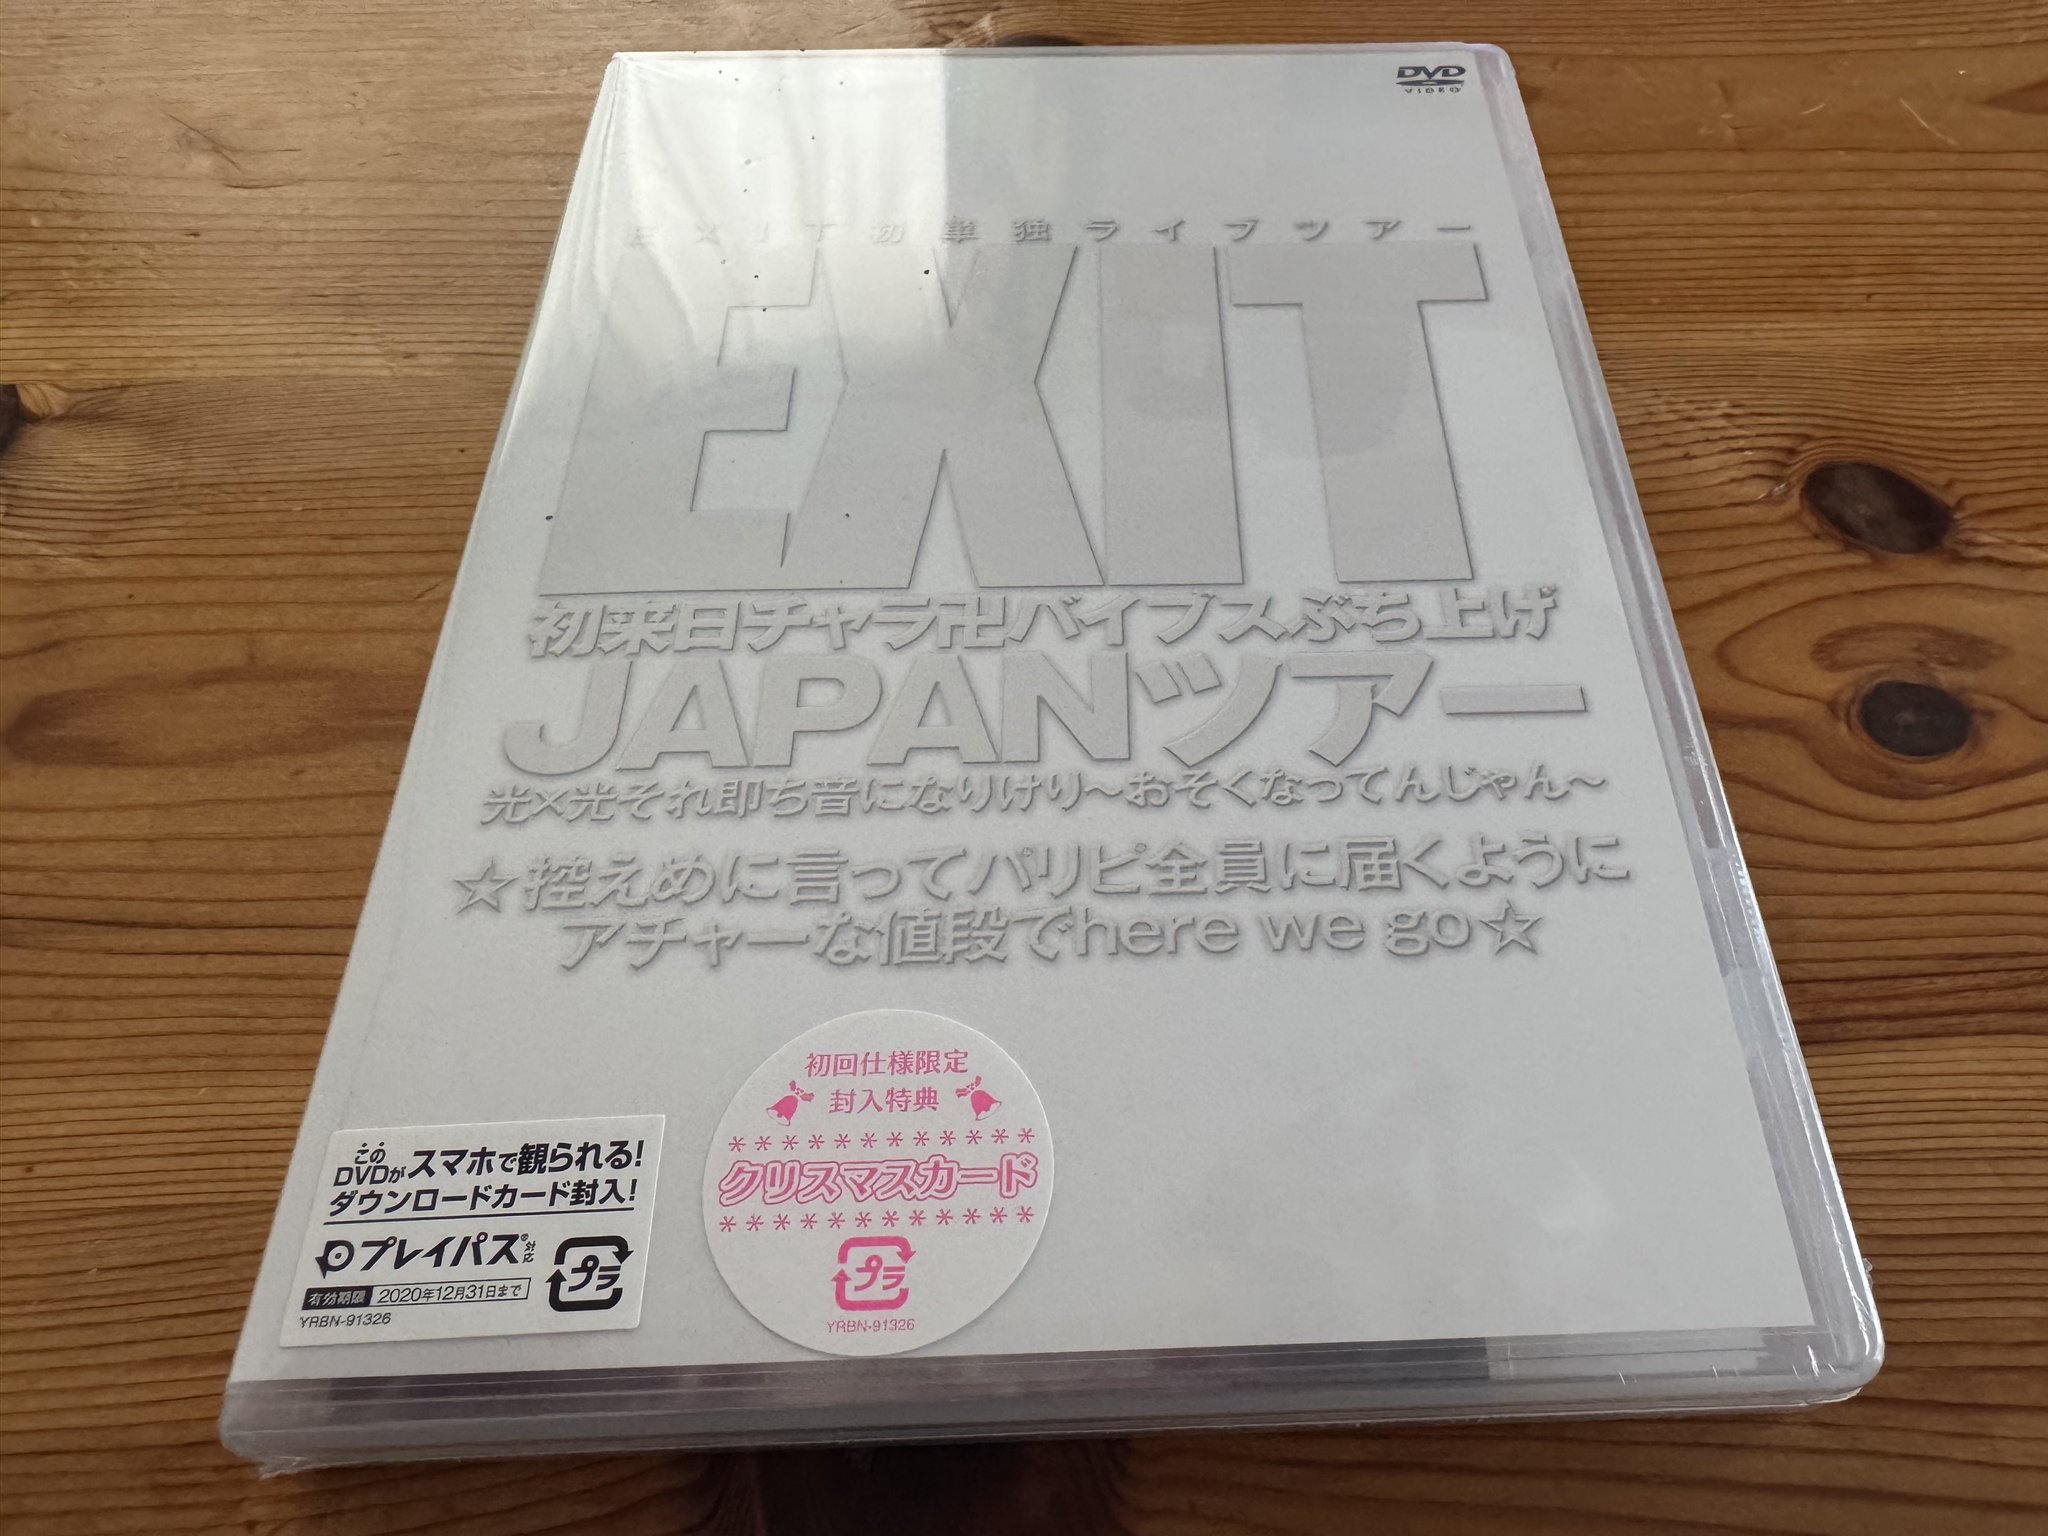 DVD
VIDEO
EXIT初単独ライブツアー
EXIT
初来日チャラ卍バイブスぶち上げ
JAPANツアー
光×光それ即ち音になりけり～おそくなってんじゃん～
☆控えめに言ってパリピ全員に届くように
アチャーな値段でhere we go☆
このDVDがスマホで観られる!
ダウンロードカード封入!
プレイパス®対応
有効期限 2020年12月31日まで
プラ
YRBN-91326
初回仕様限定
封入特典
************
クリスマスカード
************
プラ
YRBN-91326